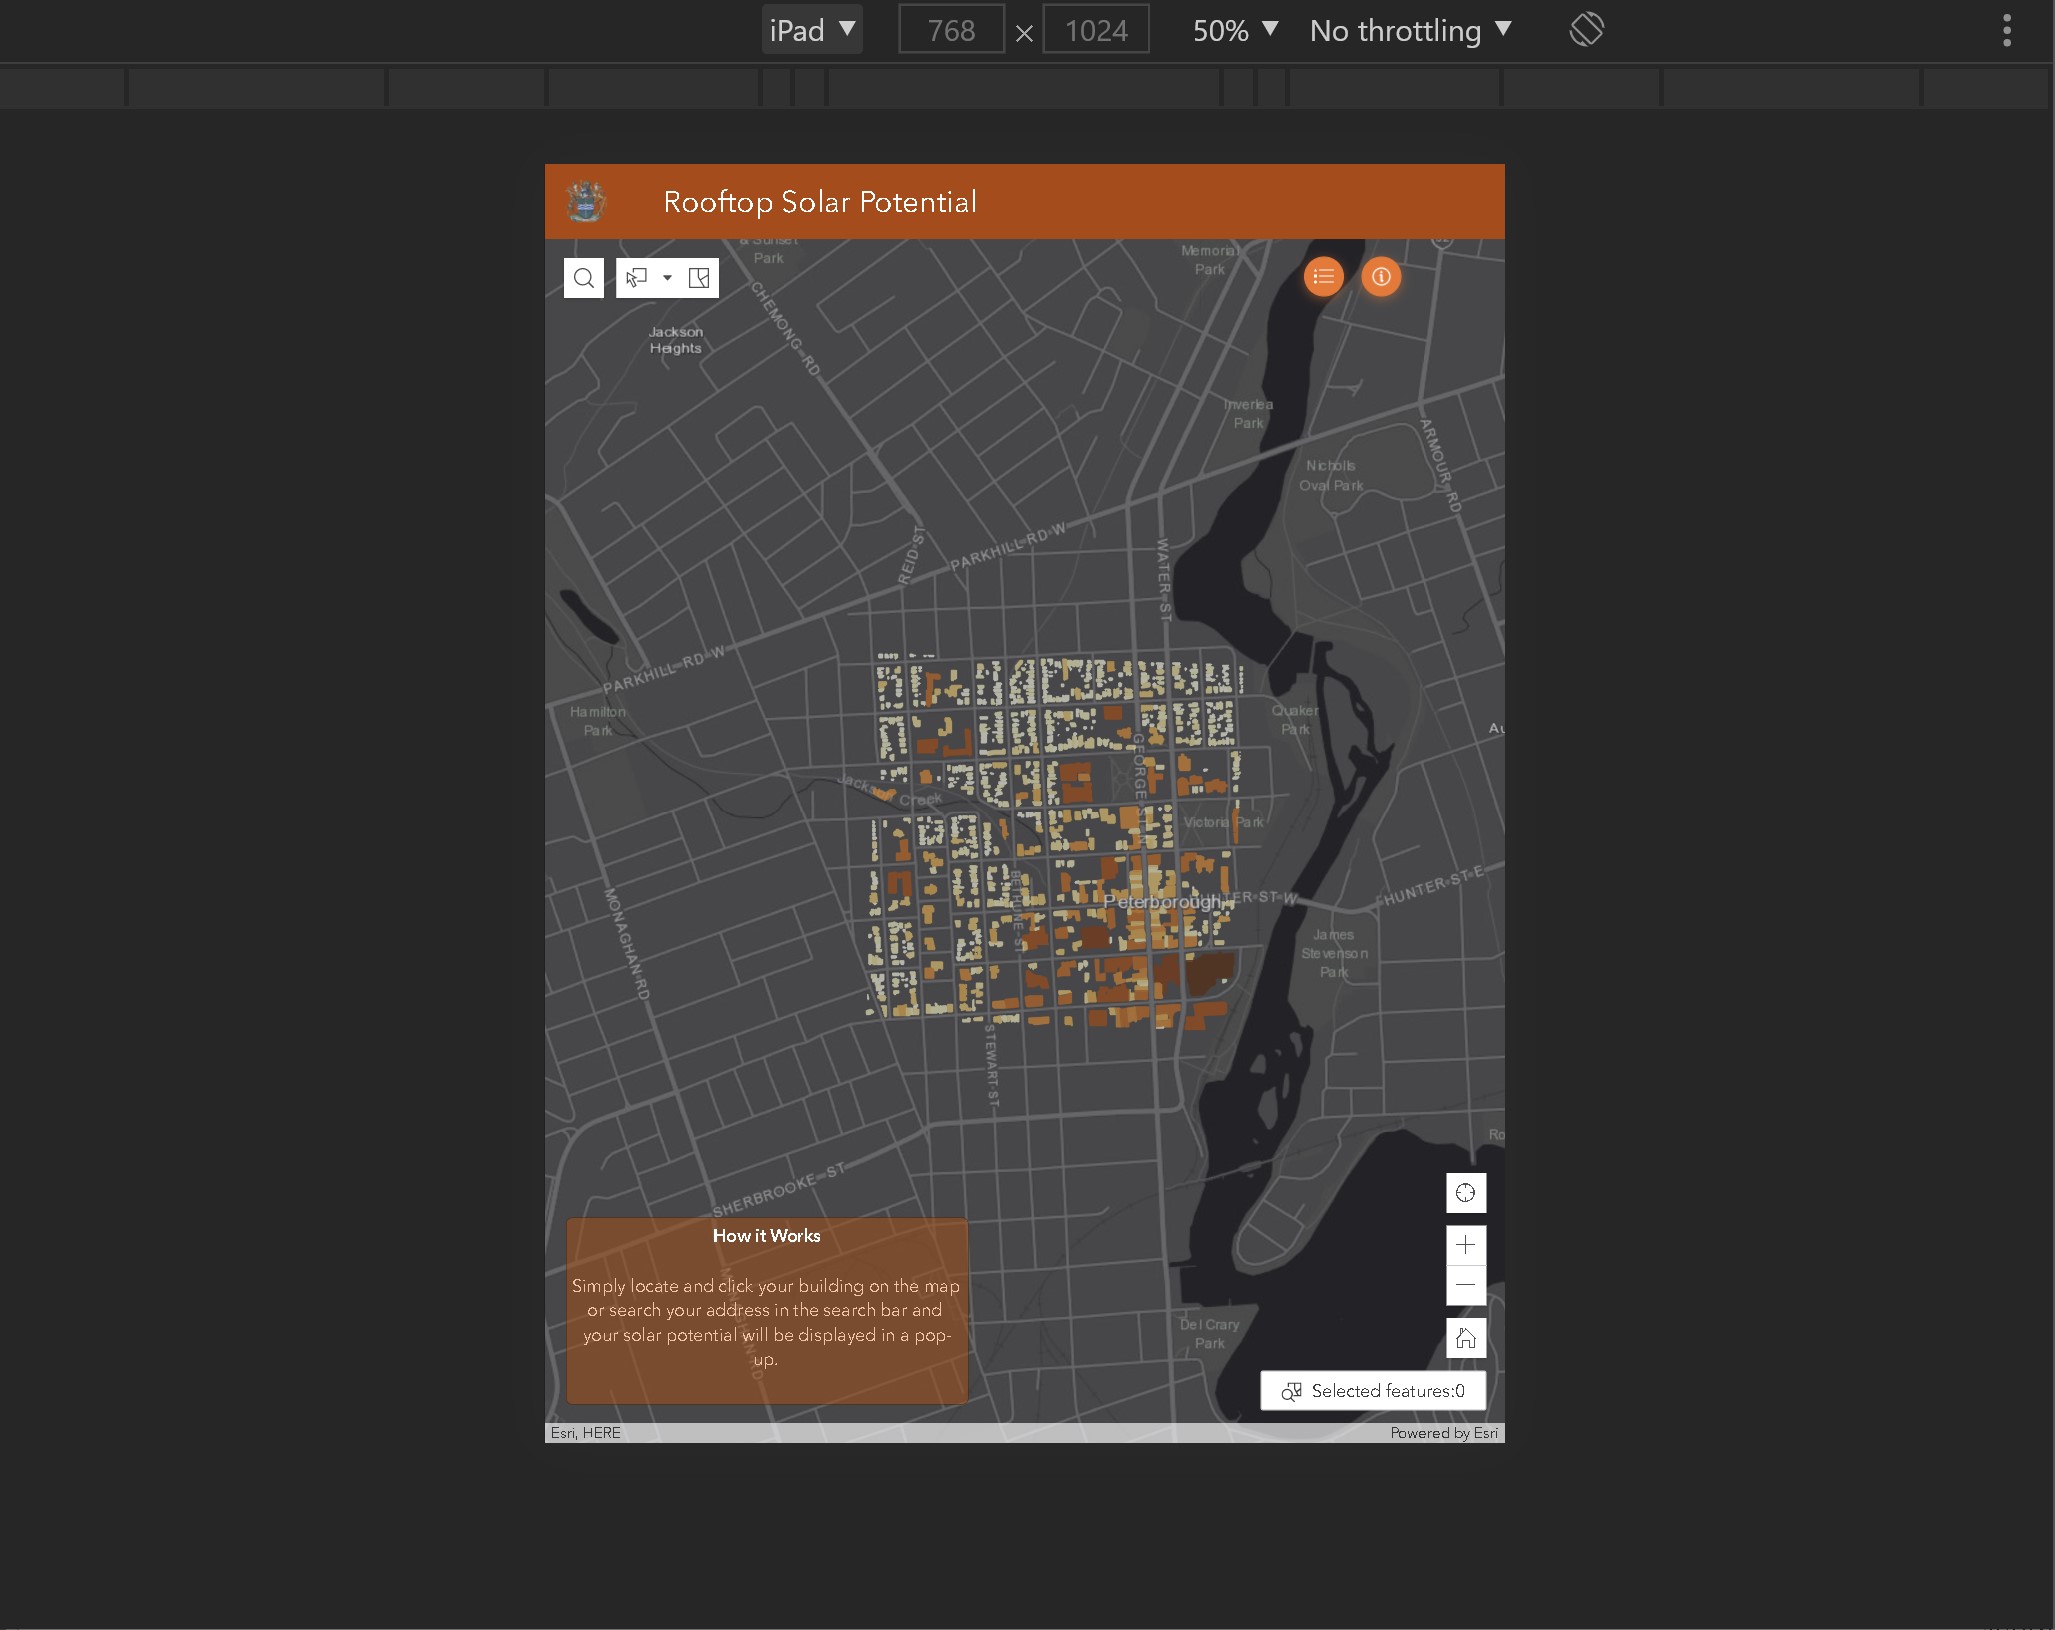 iPad
768 × 1024
50%
No throttling
Rooftop Solar Potential
& Sunset
Park
Memorial
Park
Jackson
Heights
CHEMONG RD
Inverlea
Park
ARMOUR RD
Nicholls
Oval Park
REID ST
PARKHILL RD W
WATER ST
PARKHILL RD W
Hamilton
Park
Quaker
Park
GEORGE ST N
Jackson Creek
Victoria Park
BETHUNE ST
Peterborough
HUNTER ST W
HUNTER ST E
MONAGHAN RD
James
Stevenson
Park
STEWART ST
SHERBROOKE ST
How it Works
Simply locate and click your building on the map
or search your address in the search bar and
your solar potential will be displayed in a pop-
up.
MONAGHAN RD
Del Crary
Park
Selected features:0
Esri, HERE
Powered by Esri